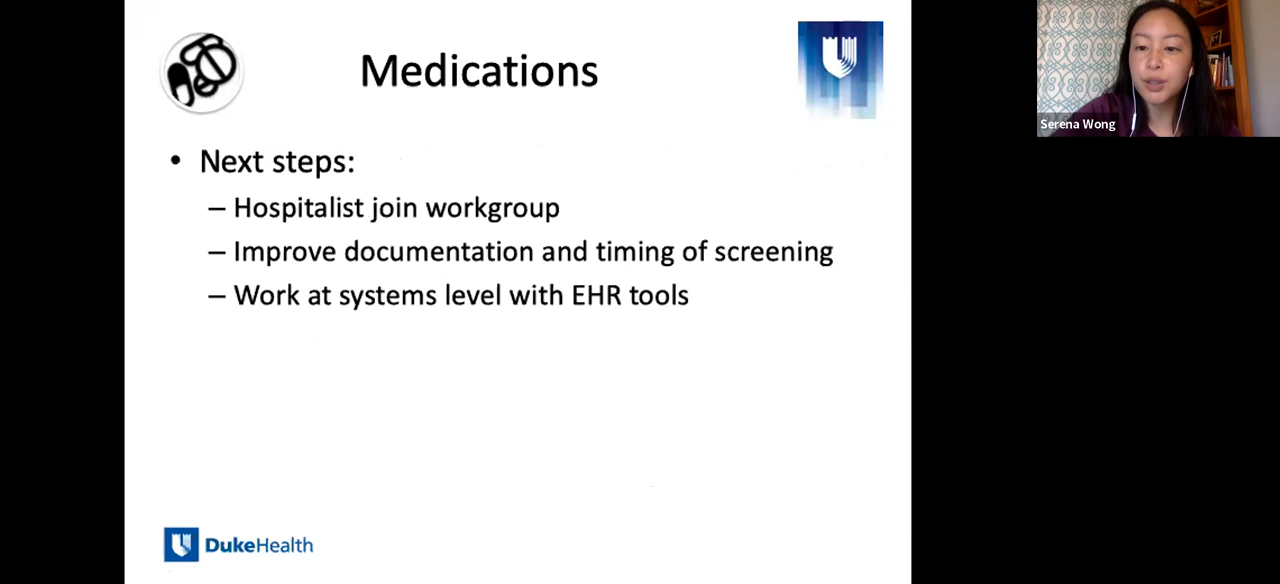 Medications
• Next steps:
– Hospitalist join workgroup
– Improve documentation and timing of screening
– Work at systems level with EHR tools
DukeHealth
Serena Wong